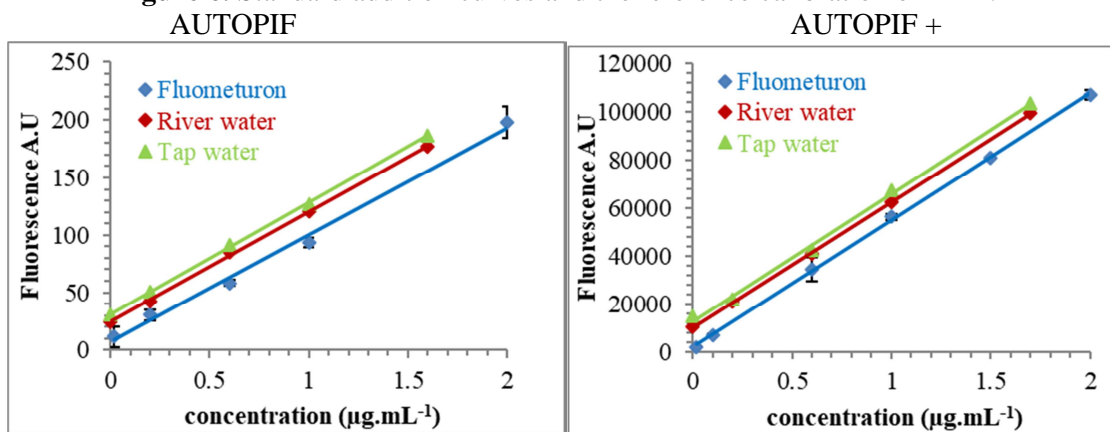 AUTOPIF
AUTOPIF +
250
200
150
100
50
0
Fluorescence A.U
Fluometuron
River water
Tap water
0
0.5
1
1.5
2
concentration (µg.mL⁻¹)
120000
100000
80000
60000
40000
20000
0
Fluorescence A.U
Fluometuron
River water
Tap water
0
0.5
1
1.5
2
concentration (µg.mL⁻¹)